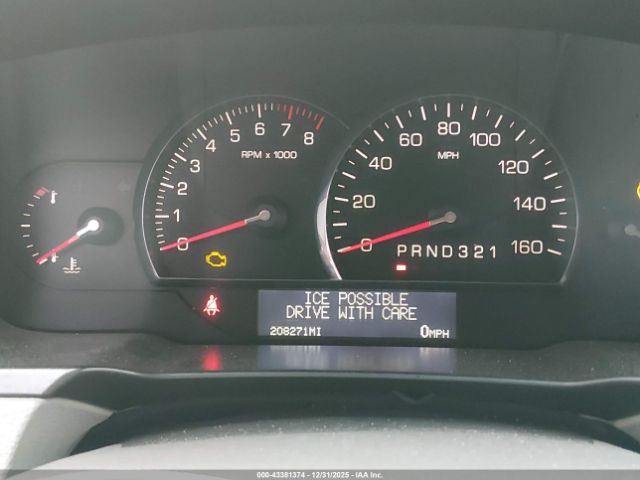 1
2
3
4
5
6
7
8
RPM x 1000
0
0
20
40
60
80
100
120
140
160
MPH
PRND321
ICE POSSIBLE
DRIVE WITH CARE
208271MI
0MPH
000-43381374 | 12/31/2025 | IAA Inc.